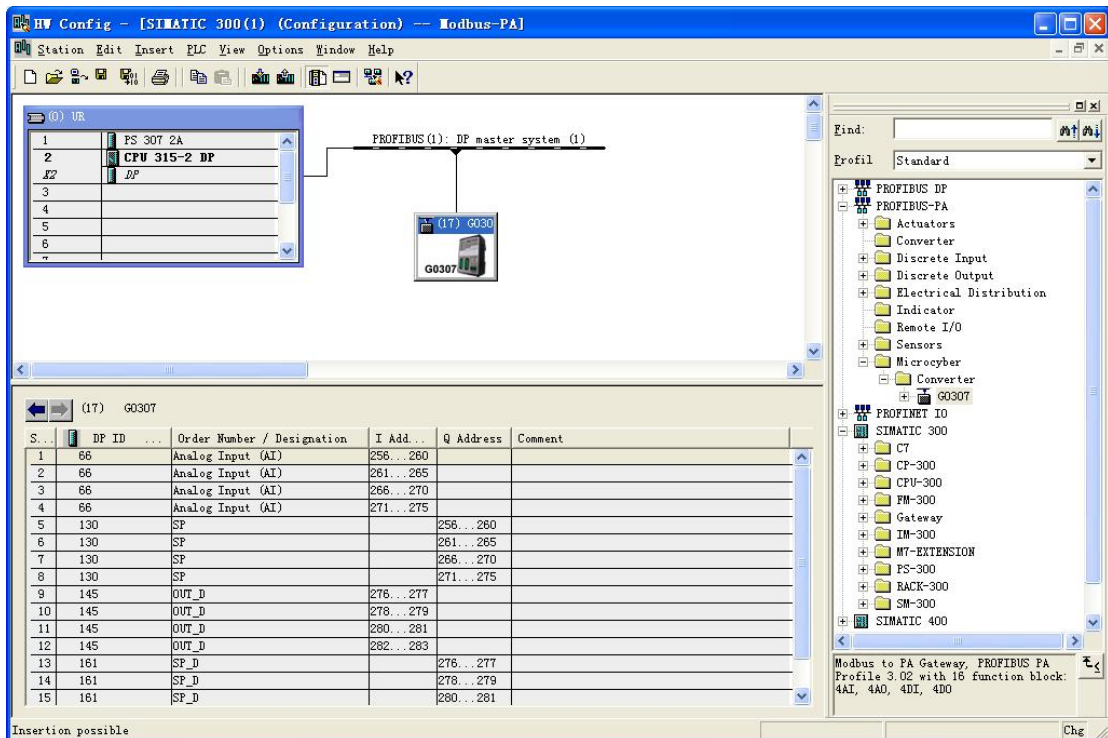 HW Config - [SIMATIC 300(1) (Configuration) -- Modbus-PA]
Station Edit Insert PLC View Options Window Help
(0) UR
1 PS 307 2A
2 CPU 315-2 DP
X2 DP
3
4
5
6
7
PROFIBUS(1): DP master system (1)
(17) G030
G0307
(17) G0307
S... DP ID ... Order Number / Designation I Add... Q Address Comment
1 66 Analog Input (AI) 256...260
2 66 Analog Input (AI) 261...265
3 66 Analog Input (AI) 266...270
4 66 Analog Input (AI) 271...275
5 130 SP 256...260
6 130 SP 261...265
7 130 SP 266...270
8 130 SP 271...275
9 145 OUT_D 276...277
10 145 OUT_D 278...279
11 145 OUT_D 280...281
12 145 OUT_D 282...283
13 161 SP_D 276...277
14 161 SP_D 278...279
15 161 SP_D 280...281
Find:
Profil Standard
PROFIBUS DP
PROFIBUS-PA
Actuators
Converter
Discrete Input
Discrete Output
Electrical Distribution
Indicator
Remote I/O
Sensors
Microcyber
Converter
G0307
PROFINET IO
SIMATIC 300
C7
CP-300
CPU-300
FM-300
Gateway
IM-300
M7-EXTENSION
PS-300
RACK-300
SM-300
SIMATIC 400
Modbus to PA Gateway, PROFIBUS PA
Profile 3.02 with 16 function block:
4AI, 4AO, 4DI, 4DO
Insertion possible
Chg